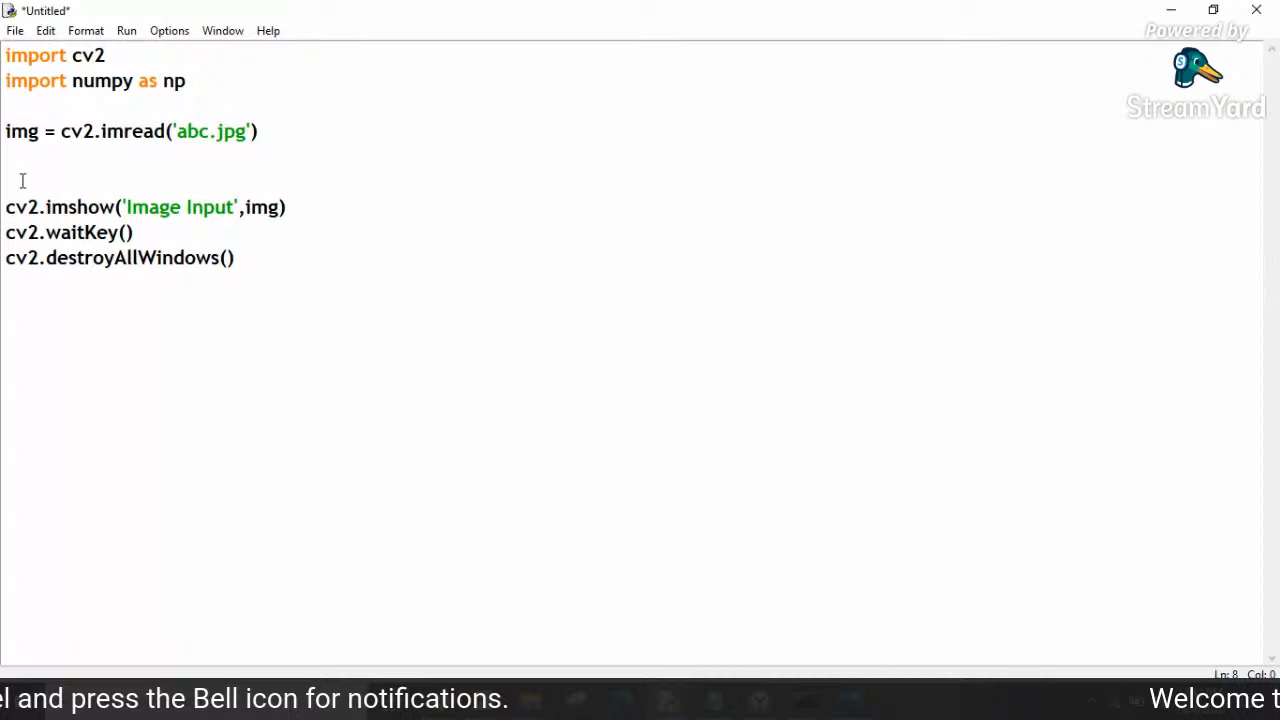 *Untitled*
File Edit Format Run Options Window Help
Powered by
StreamYard
import cv2
import numpy as np
img = cv2.imread('abc.jpg')
cv2.imshow('Image Input',img)
cv2.waitKey()
cv2.destroyAllWindows()
Ln: 8 Col: 0
el and press the Bell icon for notifications. Welcome t